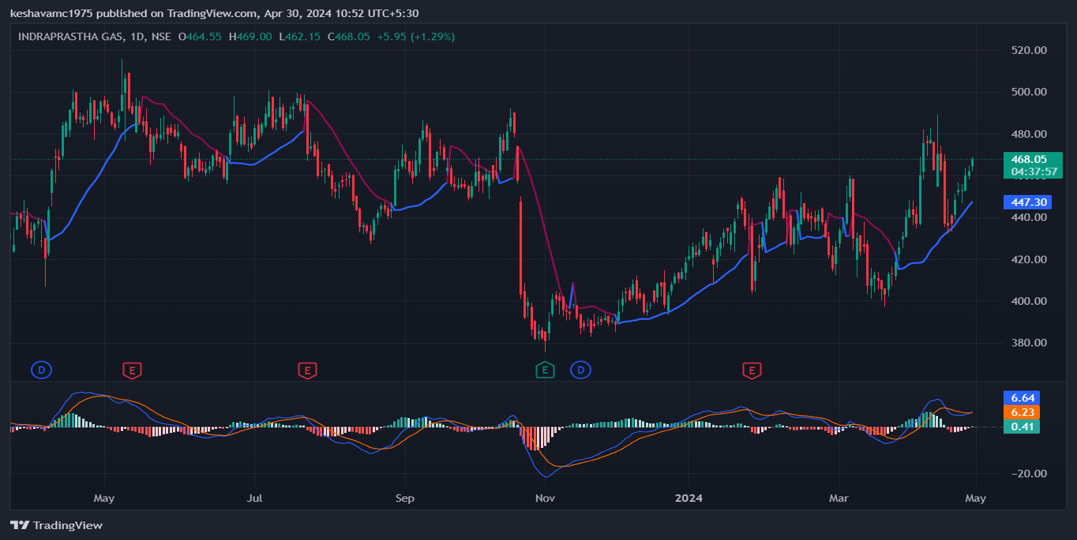 keshavamc1975 published on TradingView.com, Apr 30, 2024 10:52 UTC+5:30
INDRAPRASTHA GAS, 1D, NSE O464.55 H469.00 L462.15 C468.05 +5.95 (+1.29%)
520.00
500.00
480.00
468.05
04:37:57
447.30
440.00
420.00
400.00
380.00
D E E E D E
6.64
6.23
0.41
−20.00
May Jul Sep Nov 2024 Mar May
TradingView